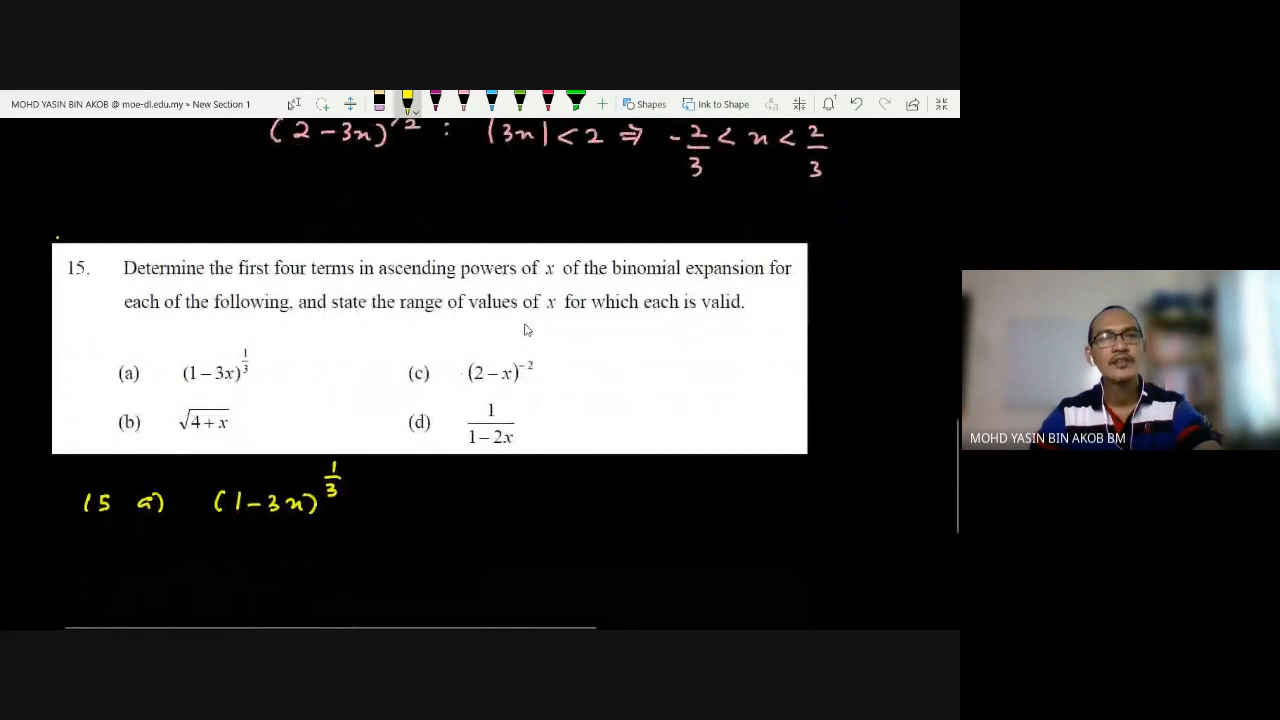 MOHD YASIN BIN AKOB @ moe-dl.edu.my » New Section 1
Shapes
Ink to Shape
(2 - 3x)^1/2 : |3x| < 2 ⇒ -2/3 < x < 2/3
15. Determine the first four terms in ascending powers of x of the binomial expansion for
each of the following, and state the range of values of x for which each is valid.
(a) (1 − 3x)^1/3 (c) (2 − x)^−2
(b) √4 + x (d) 1/(1 − 2x)
15 a) (1 - 3x)^1/3
MOHD YASIN BIN AKOB BM